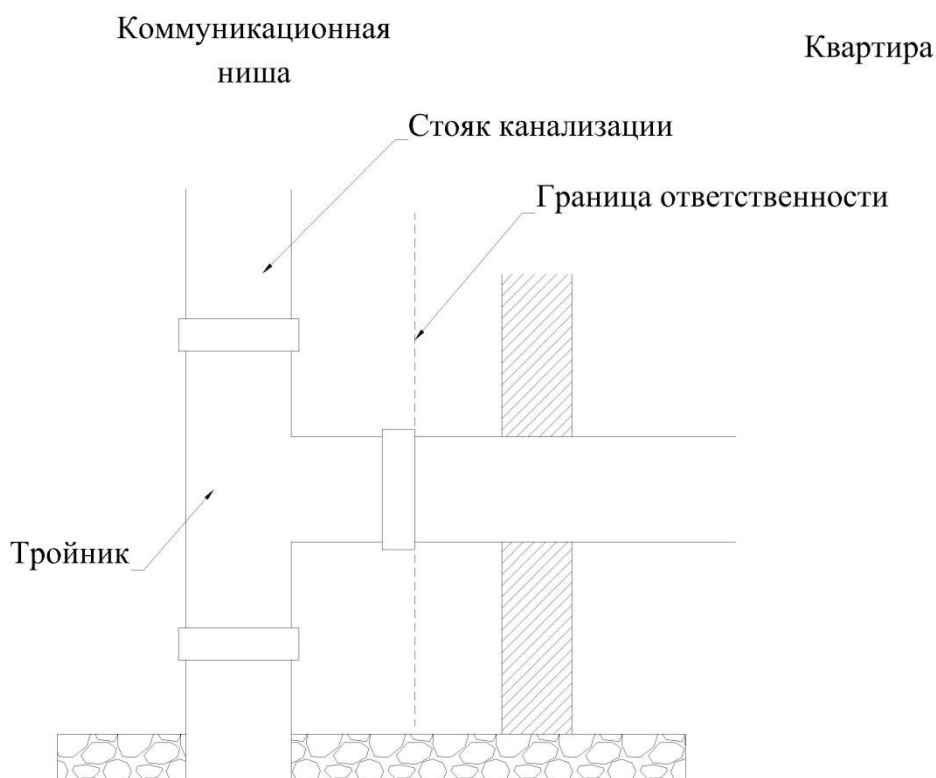 Коммуникационная
ниша
Квартира
Стояк канализации
Граница ответственности
Тройник